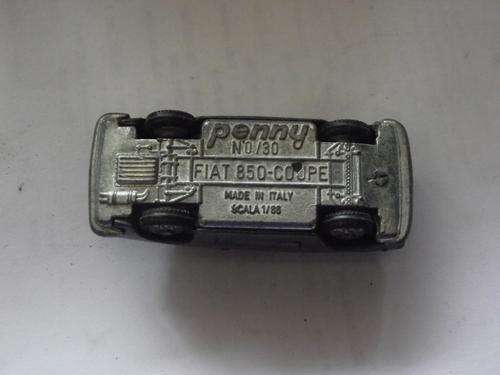 penny
NO/30
FIAT 850-COUPE
MADE IN ITALY
SCALA 1/66